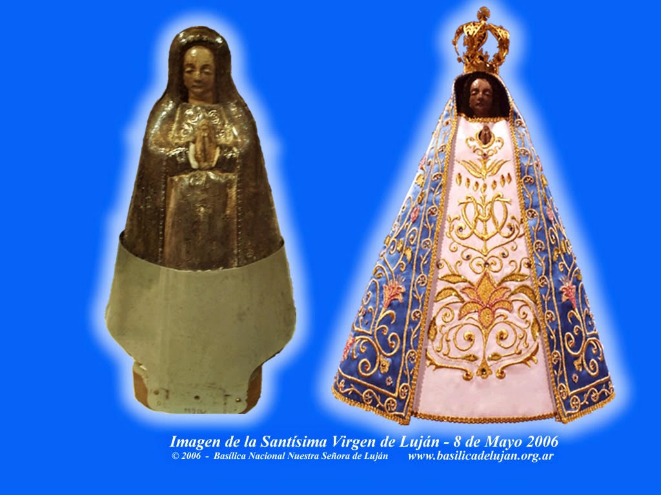 Imagen de la Santísima Virgen de Luján - 8 de Mayo 2006
© 2006 - Basílica Nacional Nuestra Señora de Luján www.basilicadelujan.org.ar